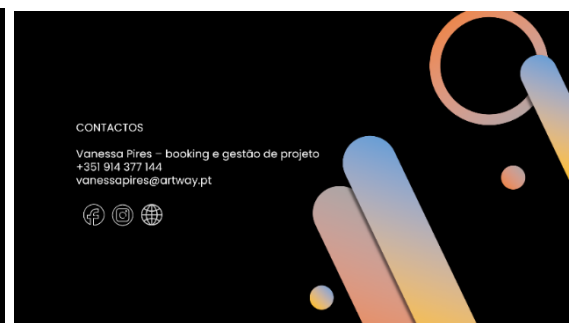 CONTACTOS
Vanessa Pires – booking e gestão de projeto
+351 914 377 144
vanessapires@artway.pt